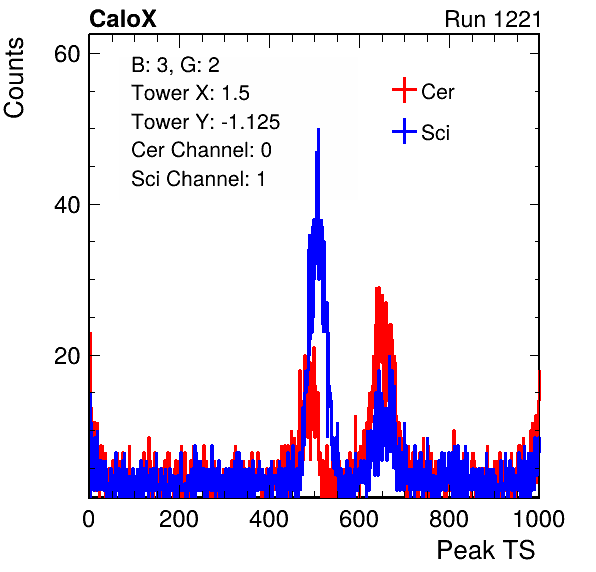 CaloX Run 1221
Counts
60
40
20
B: 3, G: 2
Tower X: 1.5
Tower Y: -1.125
Cer Channel: 0
Sci Channel: 1
Cer
Sci
0 200 400 600 800 1000
Peak TS